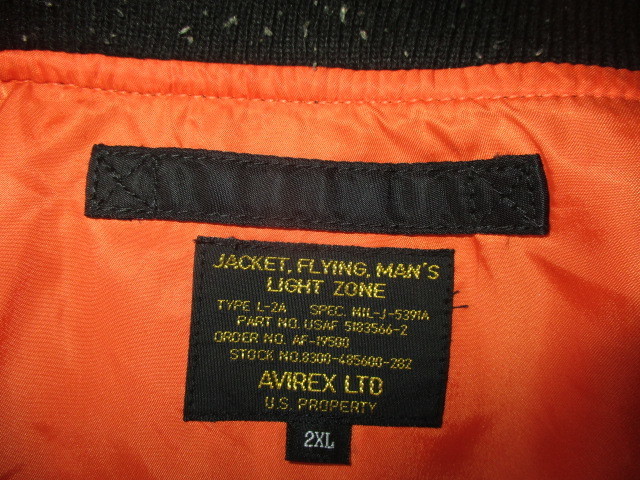 JACKET, FLYING, MAN'S
LIGHT ZONE
TYPE L-2A SPEC. MIL-J-5391A
PART NO. USAF 5183566-2
ORDER NO. AF-19500
STOCK NO. 8300-485600-282
AVIREX LTD
U.S. PROPERTY
2XL